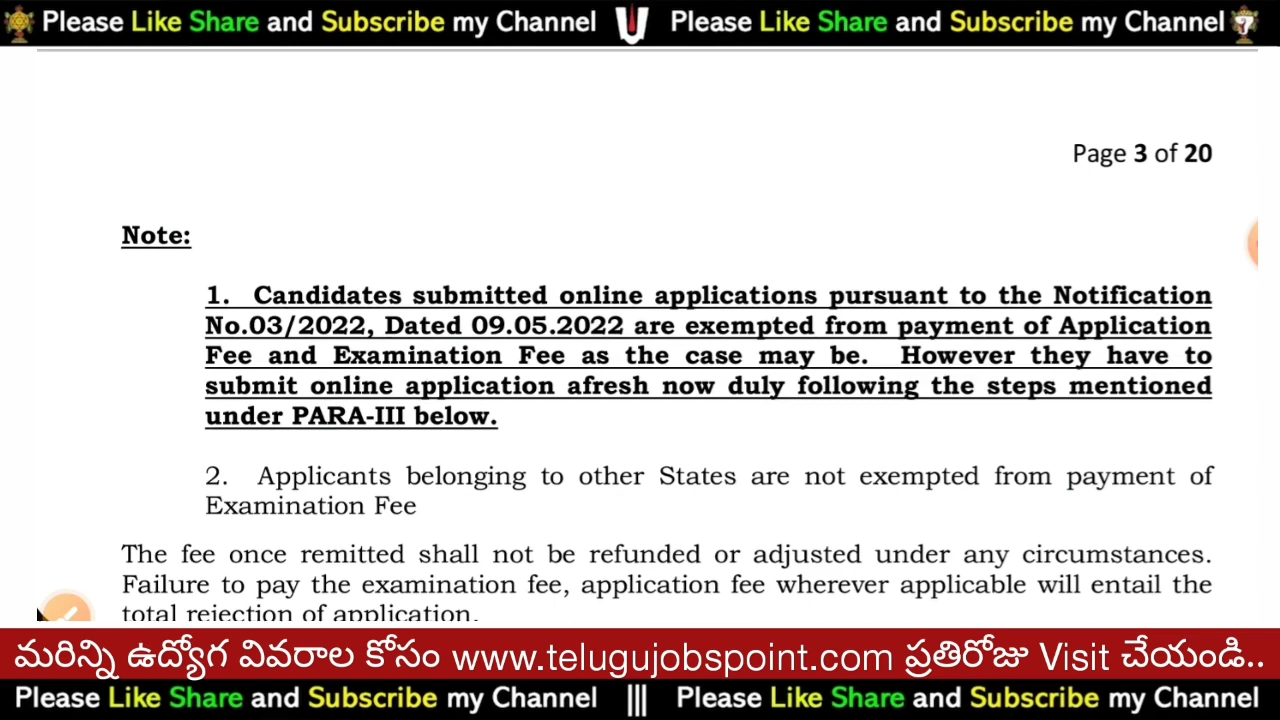 Please Like Share and Subscribe my Channel Please Like Share and Subscribe my Channel
Page 3 of 20
Note:
1. Candidates submitted online applications pursuant to the Notification
No.03/2022, Dated 09.05.2022 are exempted from payment of Application
Fee and Examination Fee as the case may be. However they have to
submit online application afresh now duly following the steps mentioned
under PARA-III below.
2. Applicants belonging to other States are not exempted from payment of
Examination Fee
The fee once remitted shall not be refunded or adjusted under any circumstances.
Failure to pay the examination fee, application fee wherever applicable will entail the
total rejection of application.
మరిన్ని ఉద్యోగ వివరాల కోసం www.telugujobspoint.com ప్రతిరోజు Visit చేయండి..
Please Like Share and Subscribe my Channel ||| Please Like Share and Subscribe my Channel